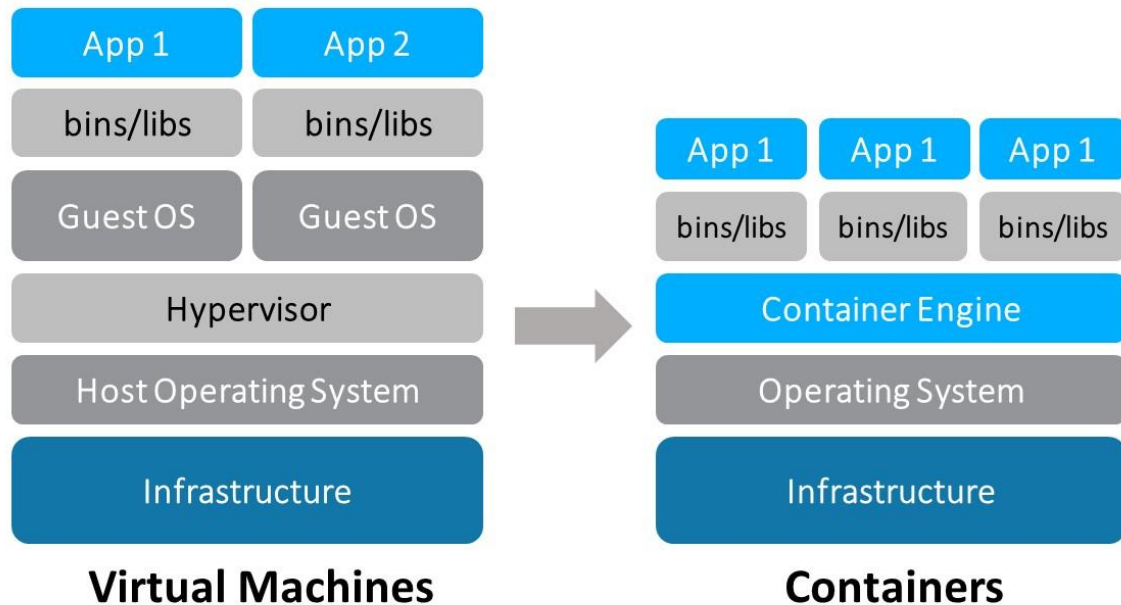 App 1
App 2
bins/libs
bins/libs
Guest OS
Guest OS
Hypervisor
Host Operating System
Infrastructure
Virtual Machines
App 1
App 1
App 1
bins/libs
bins/libs
bins/libs
Container Engine
Operating System
Infrastructure
Containers